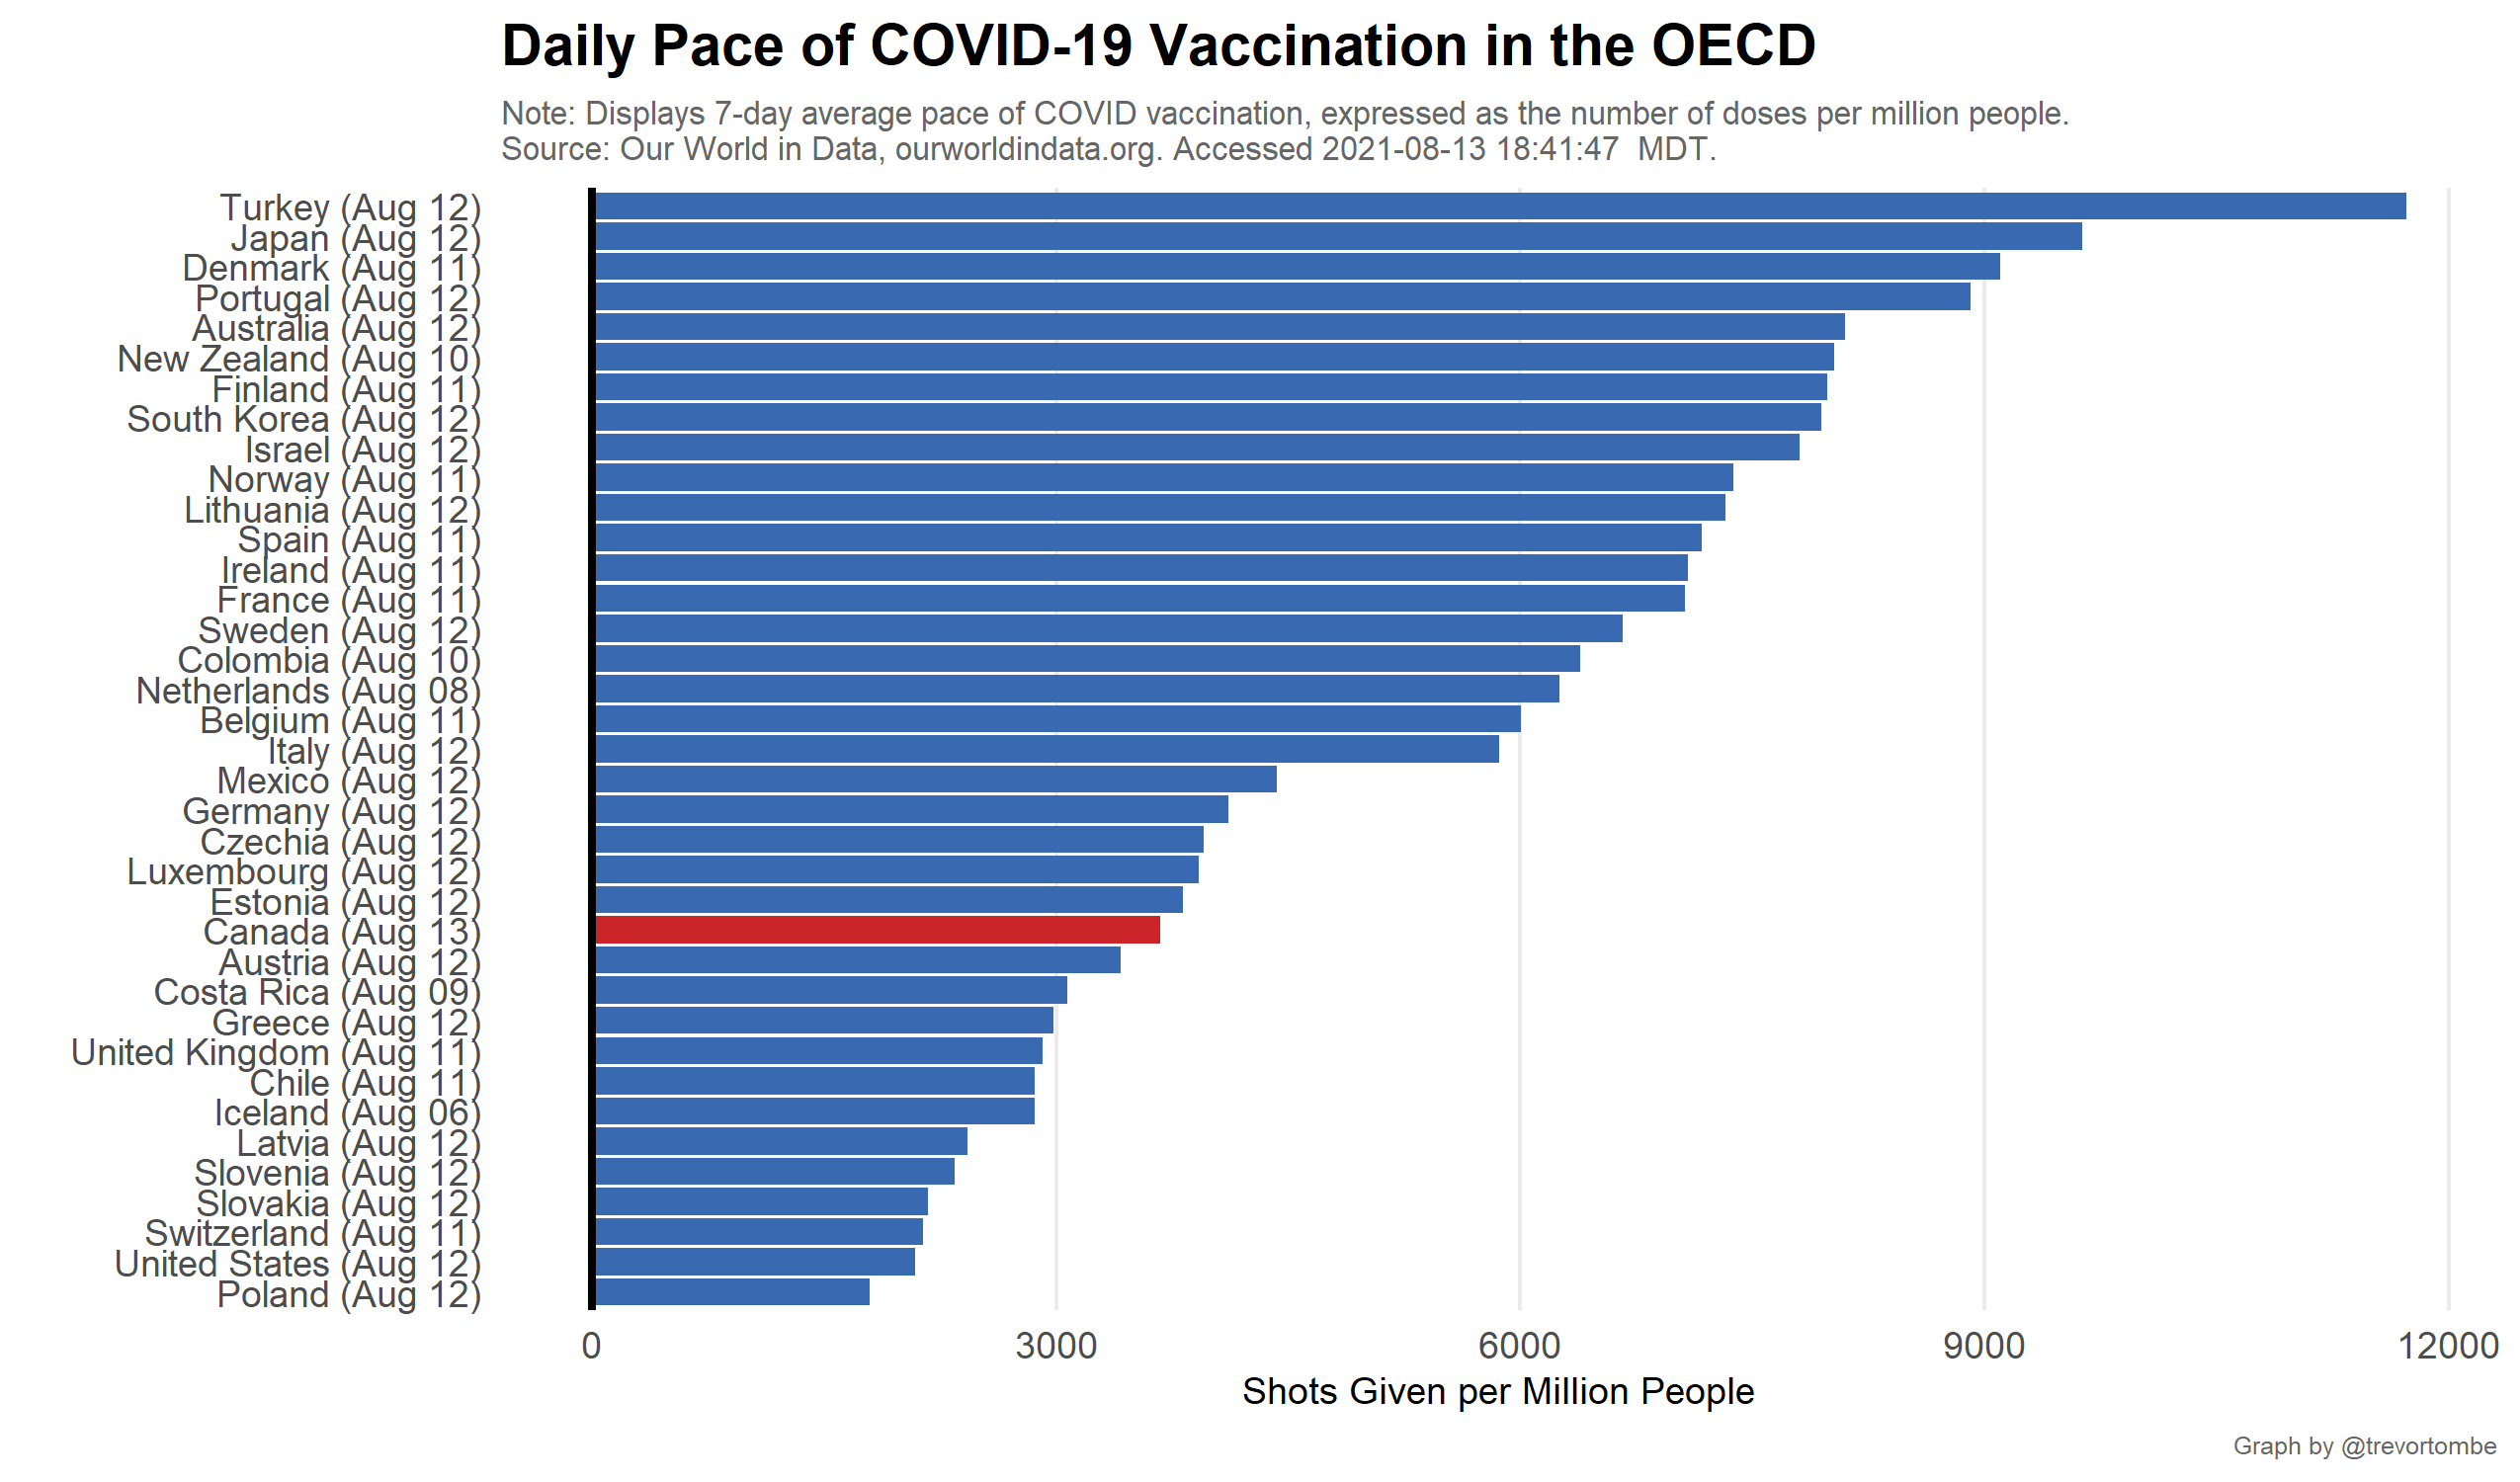 Daily Pace of COVID-19 Vaccination in the OECD
Note: Displays 7-day average pace of COVID vaccination, expressed as the number of doses per million people.
Source: Our World in Data, ourworldindata.org. Accessed 2021-08-13 18:41:47  MDT.
Turkey (Aug 12)
Japan (Aug 12)
Denmark (Aug 11)
Portugal (Aug 12)
Australia (Aug 12)
New Zealand (Aug 10)
Finland (Aug 11)
South Korea (Aug 12)
Israel (Aug 12)
Norway (Aug 11)
Lithuania (Aug 12)
Spain (Aug 11)
Ireland (Aug 11)
France (Aug 11)
Sweden (Aug 12)
Colombia (Aug 10)
Netherlands (Aug 08)
Belgium (Aug 11)
Italy (Aug 12)
Mexico (Aug 12)
Germany (Aug 12)
Czechia (Aug 12)
Luxembourg (Aug 12)
Estonia (Aug 12)
Canada (Aug 13)
Austria (Aug 12)
Costa Rica (Aug 09)
Greece (Aug 12)
United Kingdom (Aug 11)
Chile (Aug 11)
Iceland (Aug 06)
Latvia (Aug 12)
Slovenia (Aug 12)
Slovakia (Aug 12)
Switzerland (Aug 11)
United States (Aug 12)
Poland (Aug 12)
0 3000 6000 9000 12000
Shots Given per Million People
Graph by @trevortombe